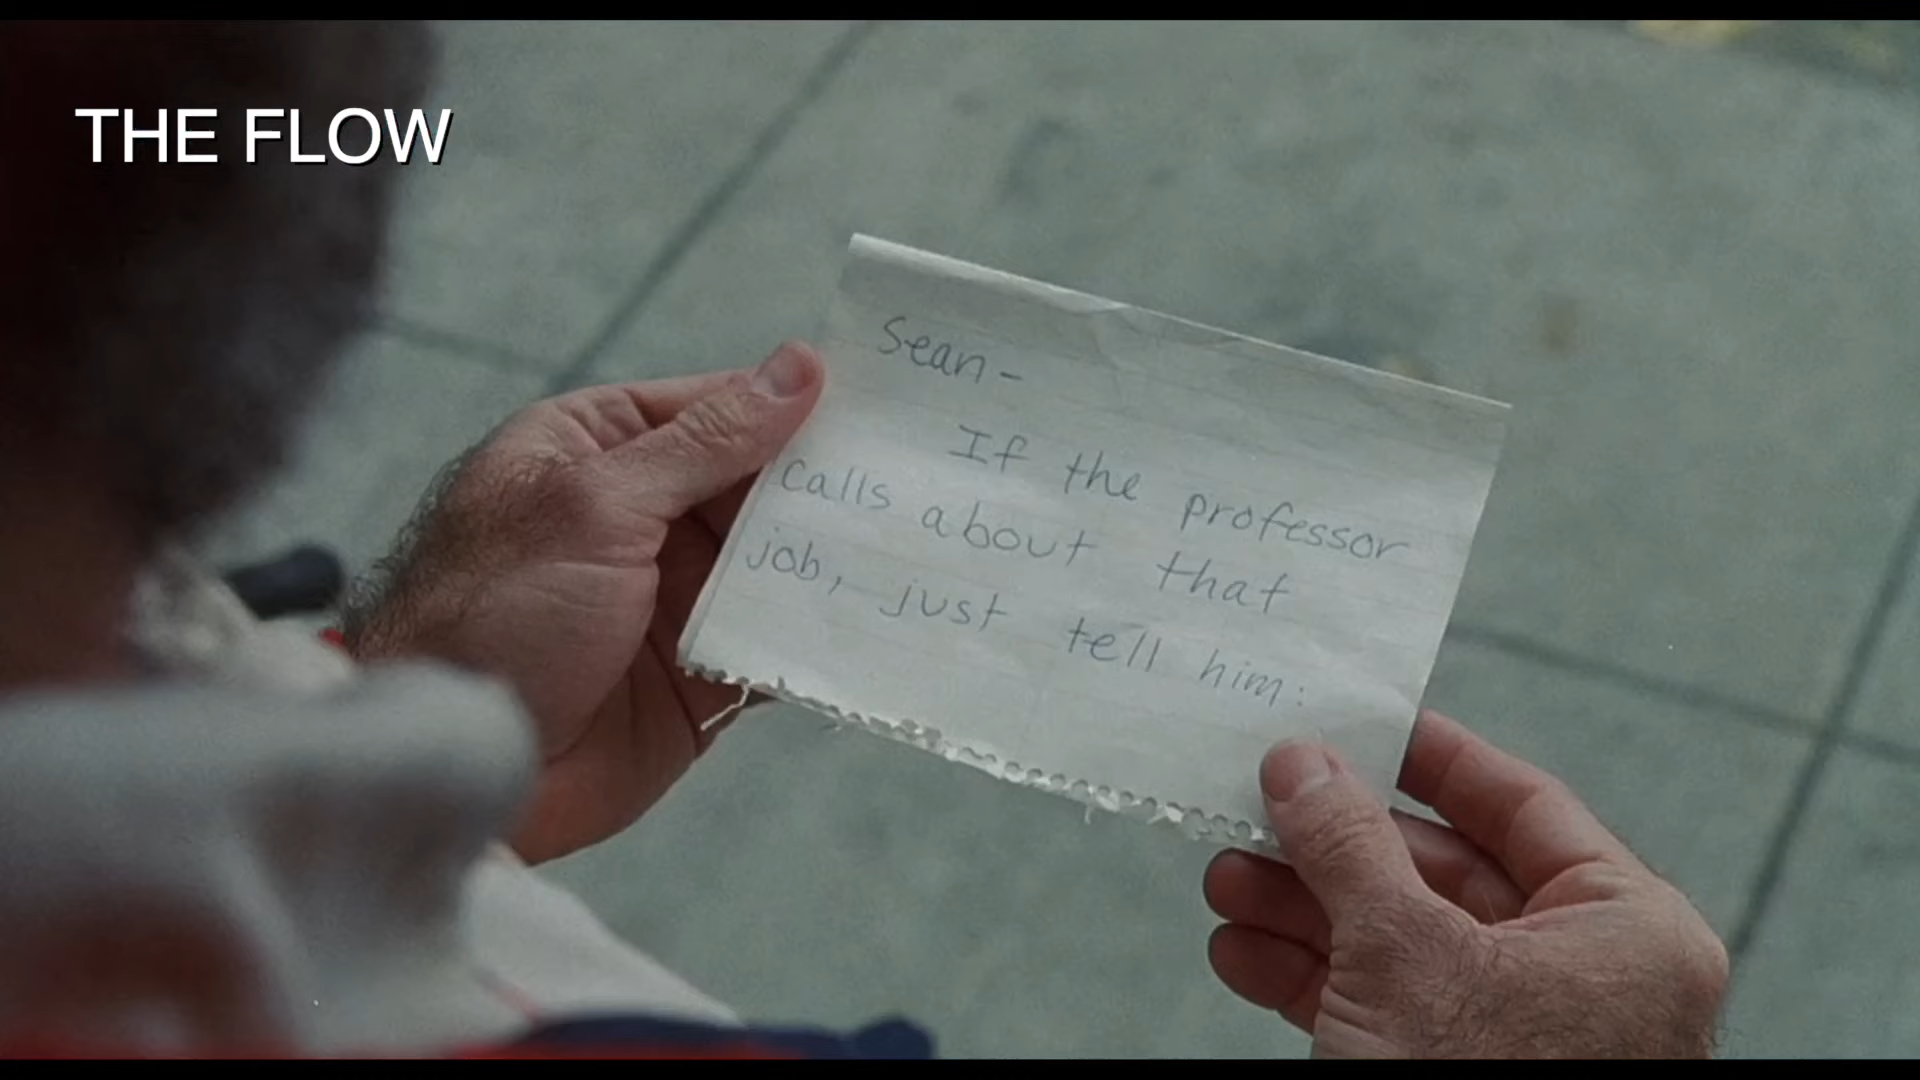 THE FLOW
Sean-
If the professor
calls about that
job, just tell him: